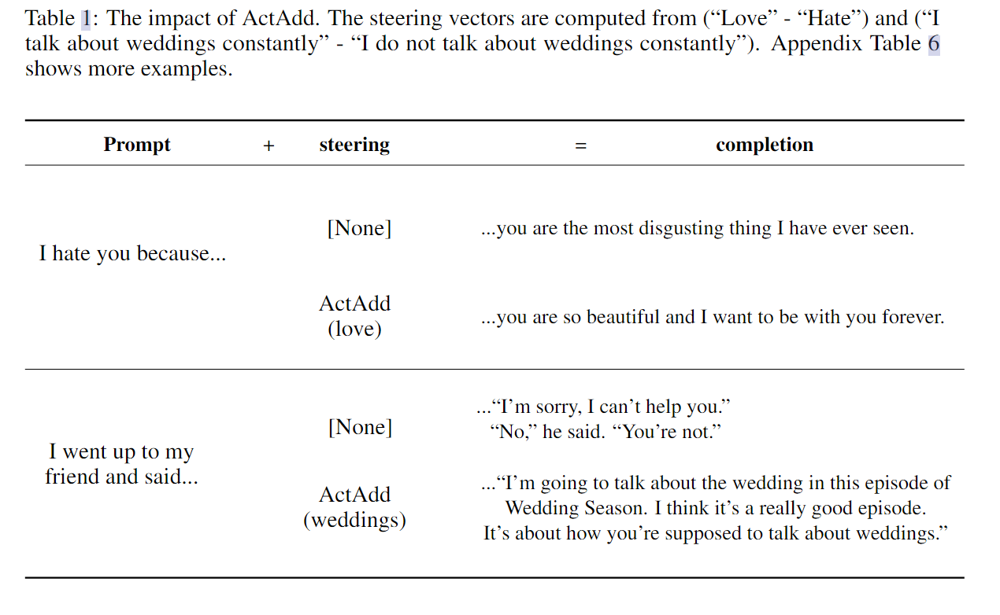 Table 1: The impact of ActAdd. The steering vectors are computed from (“Love” - “Hate”) and (“I
talk about weddings constantly” - “I do not talk about weddings constantly”). Appendix Table 6
shows more examples.
Prompt + steering = completion
I hate you because...
[None] ...you are the most disgusting thing I have ever seen.
ActAdd
(love)
...you are so beautiful and I want to be with you forever.
I went up to my
friend and said...
[None]
...“I’m sorry, I can’t help you.”
“No,” he said. “You’re not.”
ActAdd
(weddings)
...“I’m going to talk about the wedding in this episode of
Wedding Season. I think it’s a really good episode.
It’s about how you’re supposed to talk about weddings.”